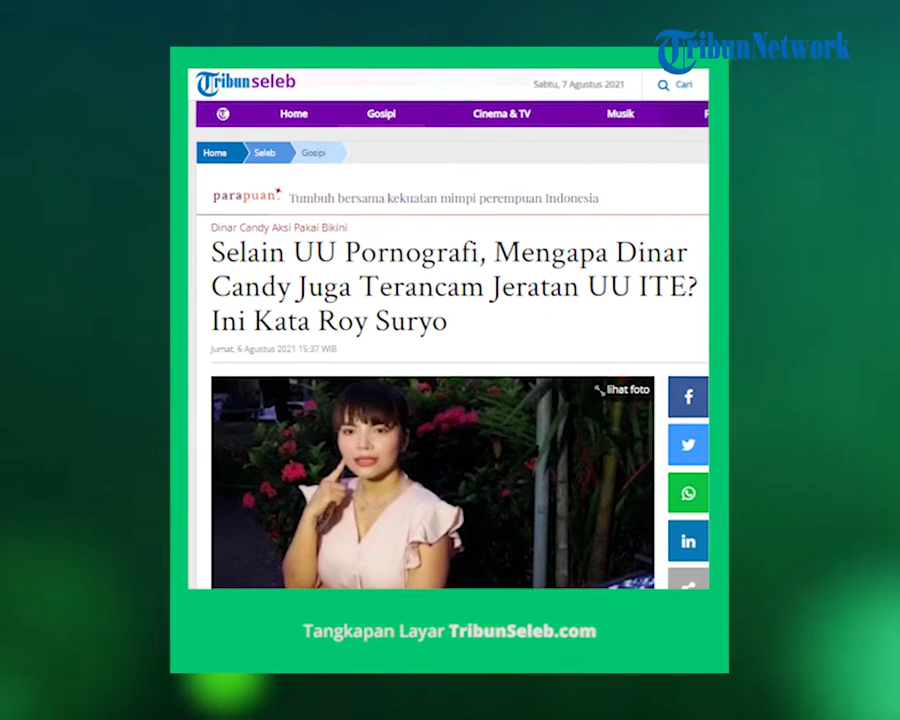 TribunNetwork
Tribunseleb
Sabtu, 7 Agustus 2021
Cari
Home
Gosipi
Cinema & TV
Musik
Home
Seleb
Gosipi
parapuan.
Tumbuh bersama kekuatan mimpi perempuan Indonesia
Dinar Candy Aksi Pakai Bikini
Selain UU Pornografi, Mengapa Dinar
Candy Juga Terancam Jeratan UU ITE?
Ini Kata Roy Suryo
Jumat, 6 Agustus 2021 15:37 WIB
lihat foto
Tangkapan Layar TribunSeleb.com